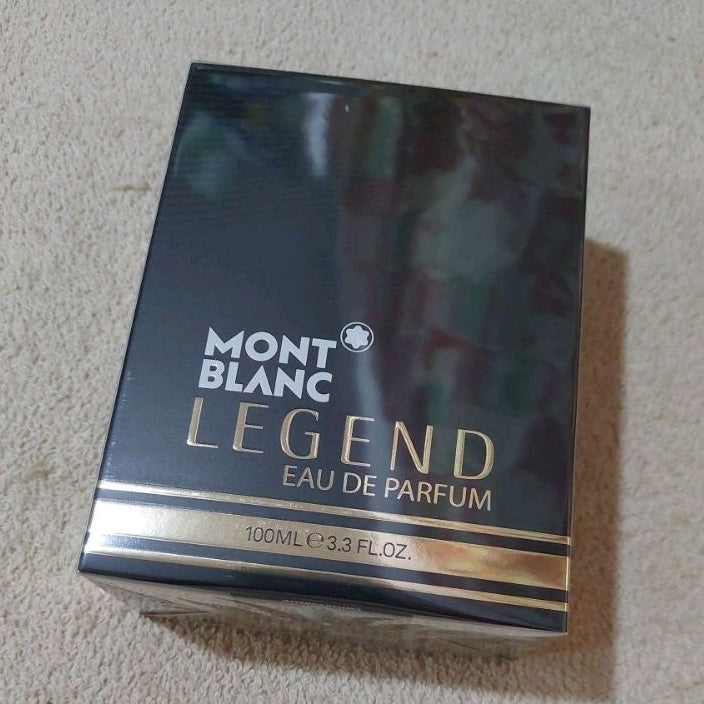 MONT
BLANC
LEGEND
EAU DE PARFUM
100ML ℮ 3.3 FL.OZ.